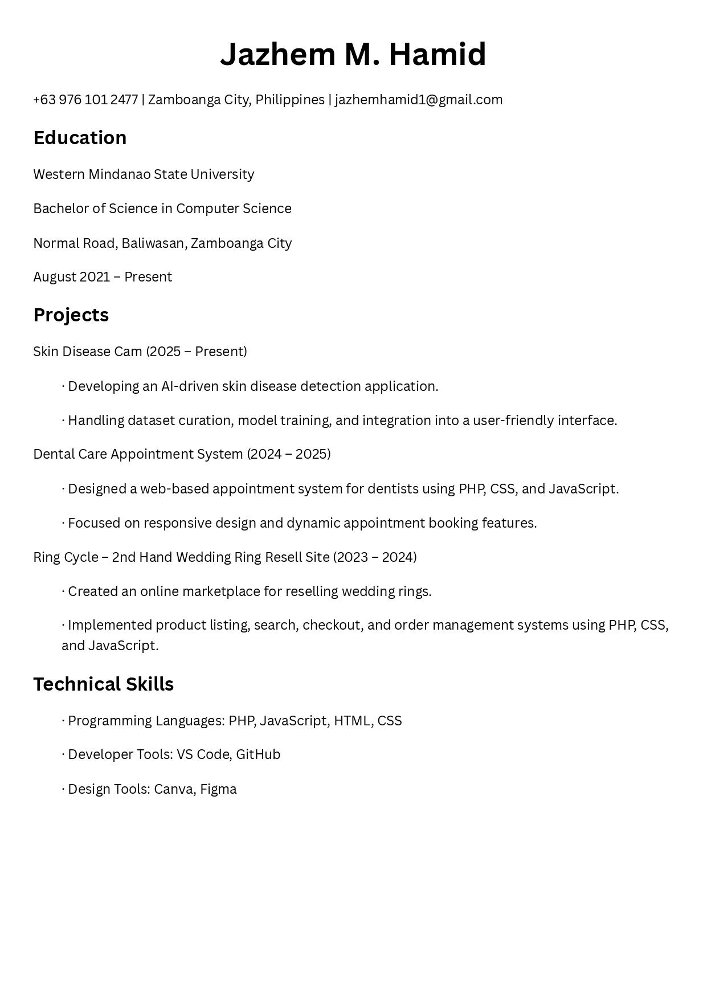 Jazhem M. Hamid
+63 976 101 2477 | Zamboanga City, Philippines | jazhemhamid1@gmail.com
Education
Western Mindanao State University
Bachelor of Science in Computer Science
Normal Road, Baliwasan, Zamboanga City
August 2021 – Present
Projects
Skin Disease Cam (2025 – Present)
· Developing an AI-driven skin disease detection application.
· Handling dataset curation, model training, and integration into a user-friendly interface.
Dental Care Appointment System (2024 – 2025)
· Designed a web-based appointment system for dentists using PHP, CSS, and JavaScript.
· Focused on responsive design and dynamic appointment booking features.
Ring Cycle – 2nd Hand Wedding Ring Resell Site (2023 – 2024)
· Created an online marketplace for reselling wedding rings.
· Implemented product listing, search, checkout, and order management systems using PHP, CSS,
and JavaScript.
Technical Skills
· Programming Languages: PHP, JavaScript, HTML, CSS
· Developer Tools: VS Code, GitHub
· Design Tools: Canva, Figma